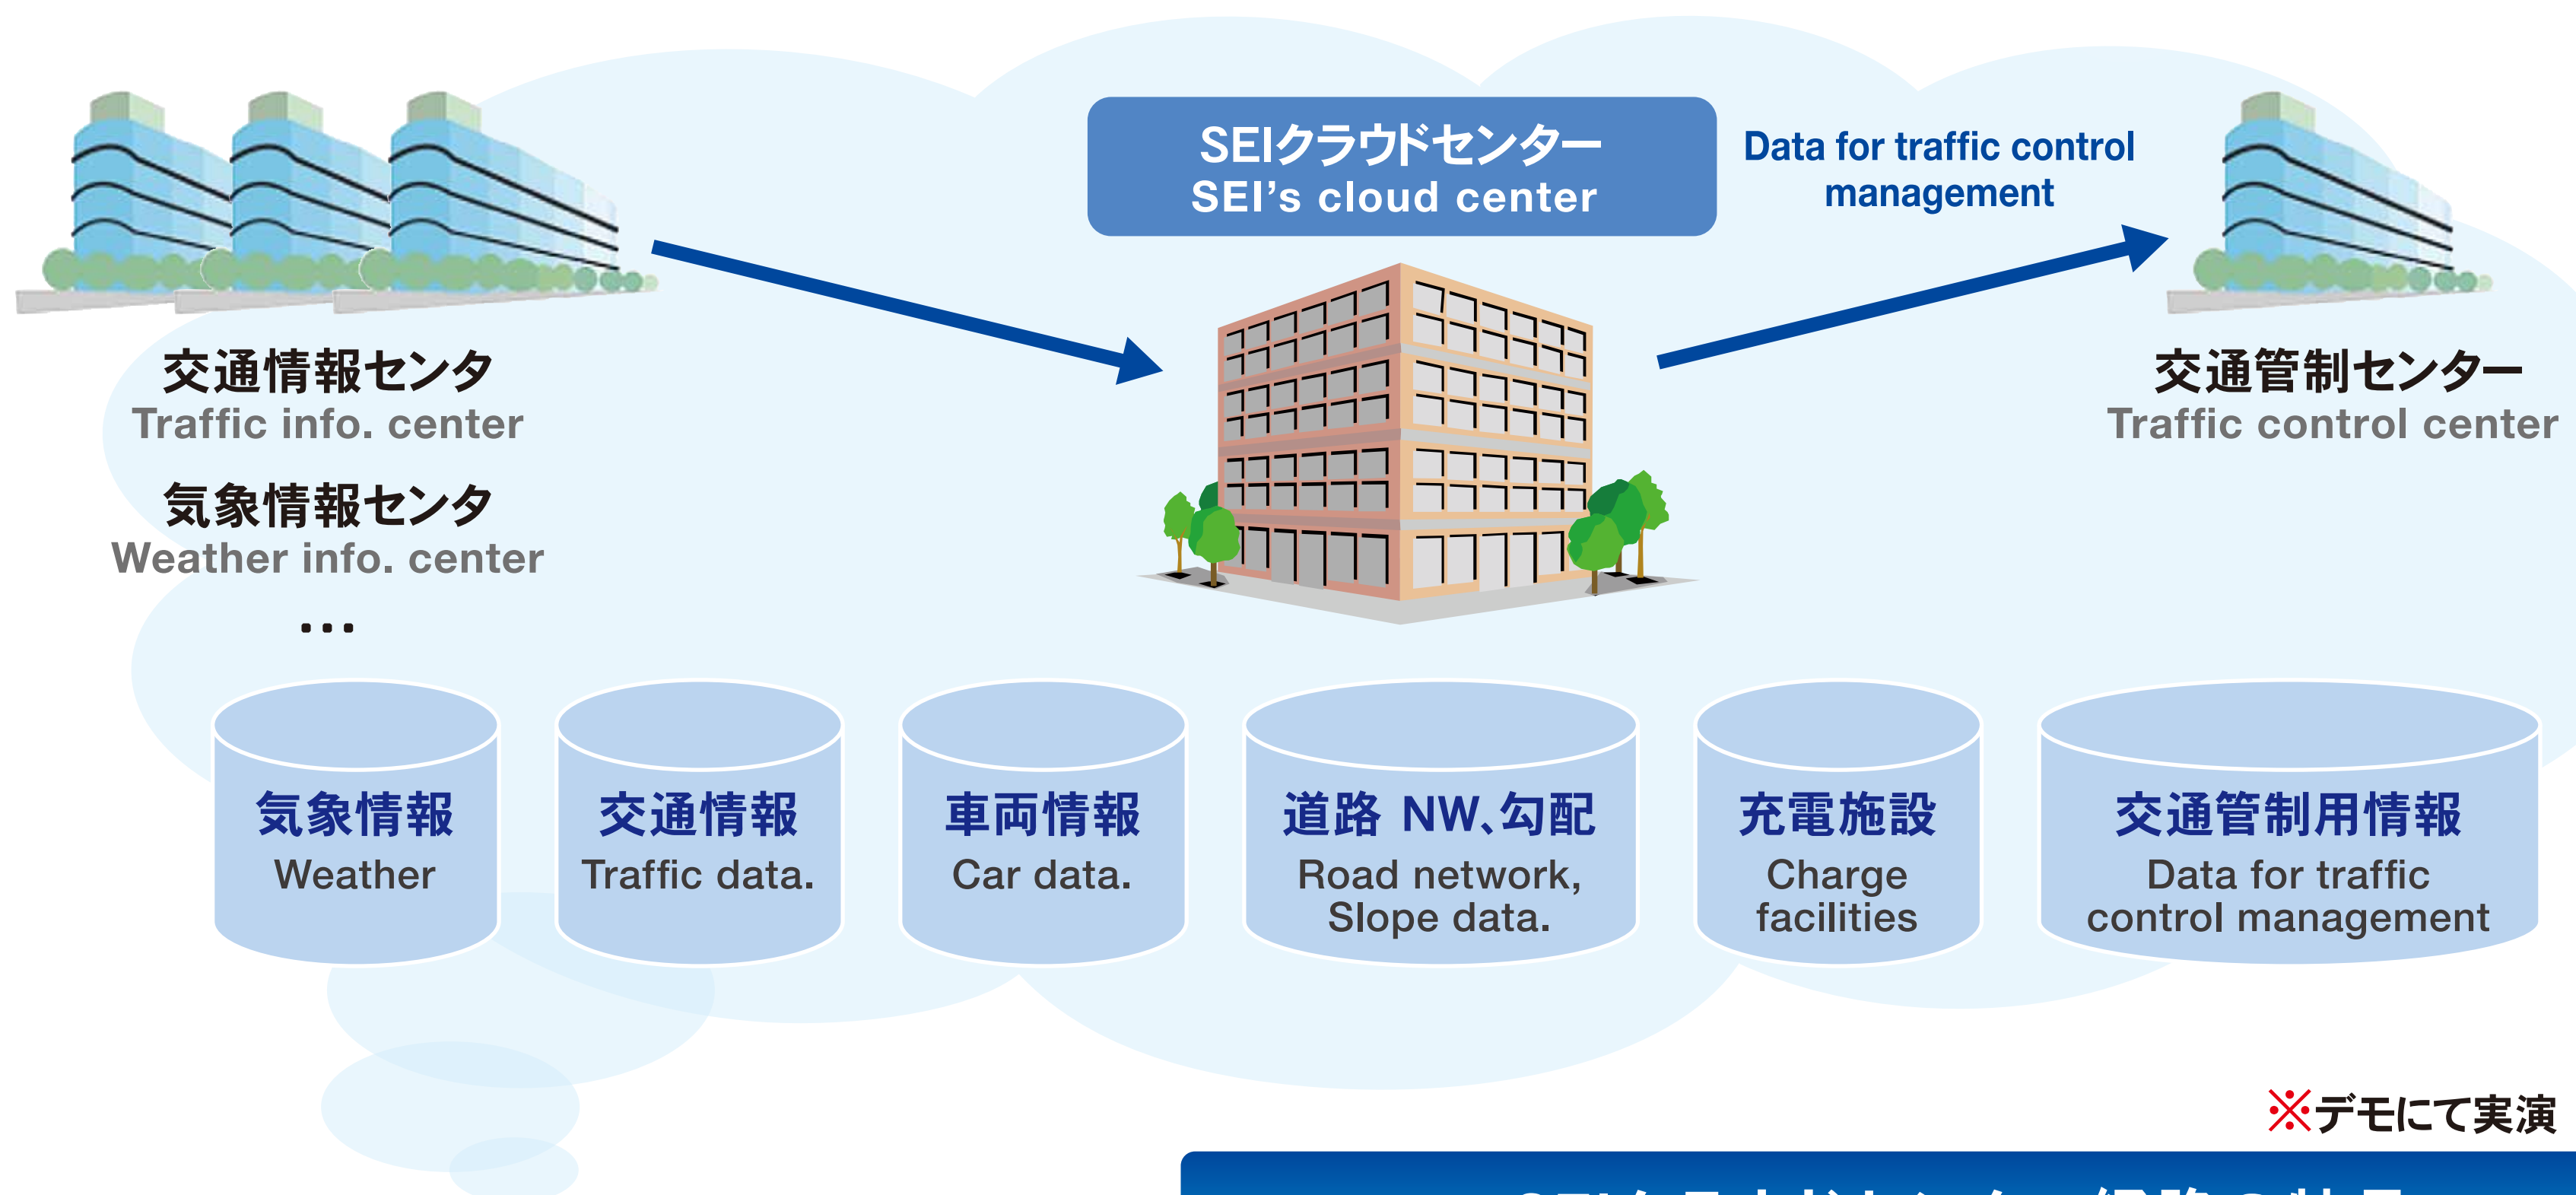 SEIクラウドセンター
SEI's cloud center
Data for traffic control
management
交通情報センタ
Traffic info. center
気象情報センタ
Weather info. center
...
交通管制センター
Traffic control center
気象情報
Weather
交通情報
Traffic data.
車両情報
Car data.
道路 NW、勾配
Road network,
Slope data.
充電施設
Charge
facilities
交通管制用情報
Data for traffic
control management
※デモにて実演